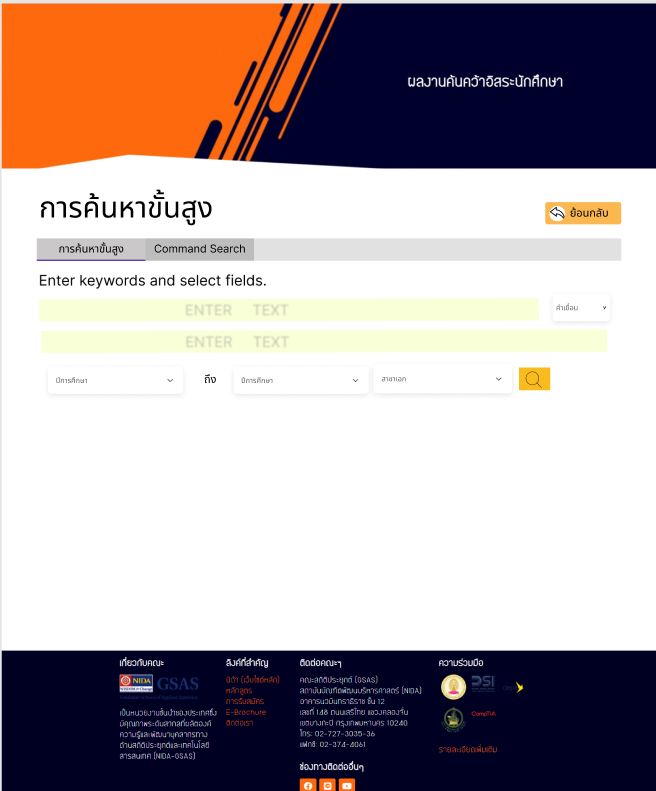 ผลงานค้นคว้าอิสระนักศึกษา
การค้นหาขั้นสูง
ย้อนกลับ
การค้นหาขั้นสูง
Command Search
Enter keywords and select fields.
ENTER TEXT
คำเชื่อม
ENTER TEXT
ปีการศึกษา
ถึง
ปีการศึกษา
สาขาเอก
เกี่ยวกับคณะ
NIDA
WISDOM for Change
GSAS
เป็นหน่วยงานชั้นนำของประเทศซึ่ง
มีคุณภาพระดับสากลที่ผลิตองค์
ความรู้และพัฒนาบุคลากรทาง
ด้านสถิติประยุกต์และเทคโนโลยี
สารสนเทศ (NIDA-GSAS)
ลิงค์ที่สำคัญ
นิด้า (เว็บไซต์หลัก)
หลักสูตร
การรับสมัคร
E-Brochure
ติดต่อเรา
ติดต่อคณะฯ
คณะสถิติประยุกต์ (GSAS)
สถาบันบัณฑิตพัฒนบริหารศาสตร์ (NIDA)
อาคารนวมินทราธิราช ชั้น 12
เลขที่ 148 ถนนเสรีไทย แขวงคลองจั่น
เขตบางกะปิ กรุงเทพมหานคร 10240
โทร: 02-727-3035-36
แฟกซ์: 02-374-4061
ช่องทางติดต่ออื่นๆ
ความร่วมมือ
DSI
CompTIA
รายละเอียดเพิ่มเติม